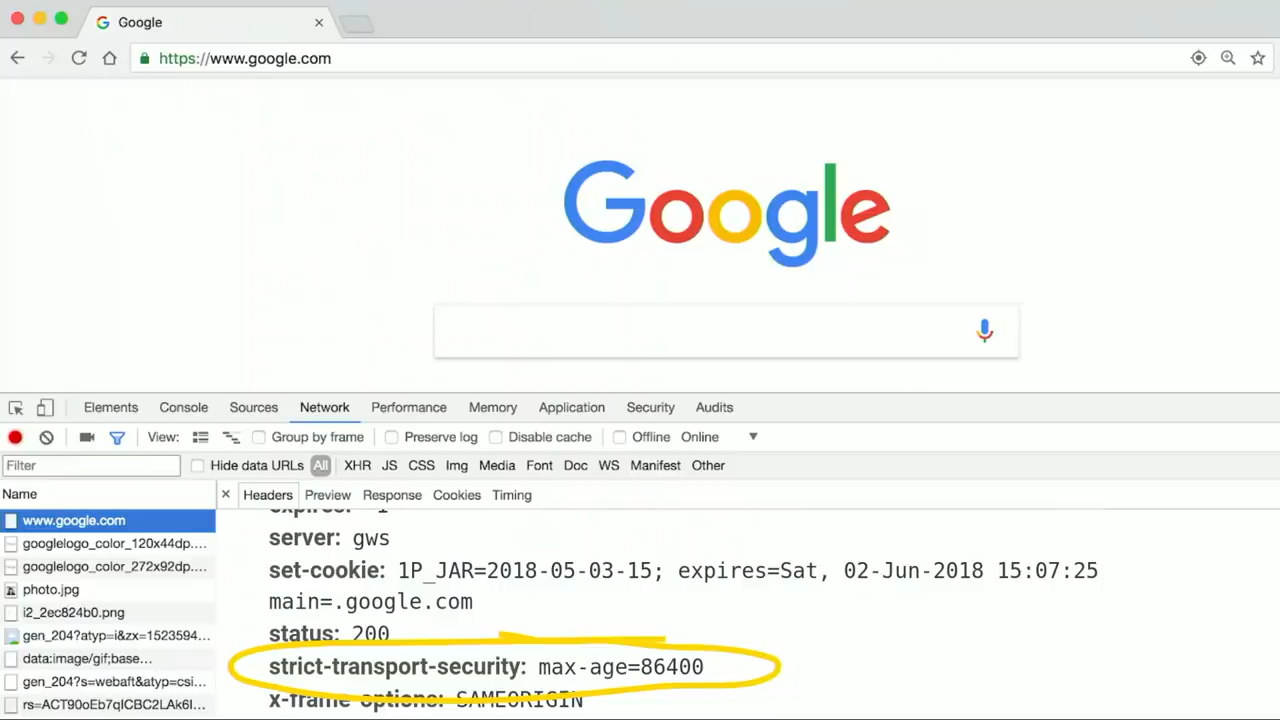 Google
https://www.google.com
Google
Elements Console Sources Network Performance Memory Application Security Audits
View: Group by frame Preserve log Disable cache Offline Online
Filter Hide data URLs All XHR JS CSS Img Media Font Doc WS Manifest Other
Name
Headers Preview Response Cookies Timing
www.google.com
googlelogo_color_120x44dp....
googlelogo_color_272x92dp....
photo.jpg
i2_2ec824b0.png
gen_204?atyp=i&zx=1523594...
data:image/gif;base...
gen_204?s=webaft&atyp=csi...
rs=ACT90oEb7qICBC2LAk6I...
expires: -1
server: gws
set-cookie: 1P_JAR=2018-05-03-15; expires=Sat, 02-Jun-2018 15:07:25
main=.google.com
status: 200
strict-transport-security: max-age=86400
x-frame-options: SAMEORIGIN